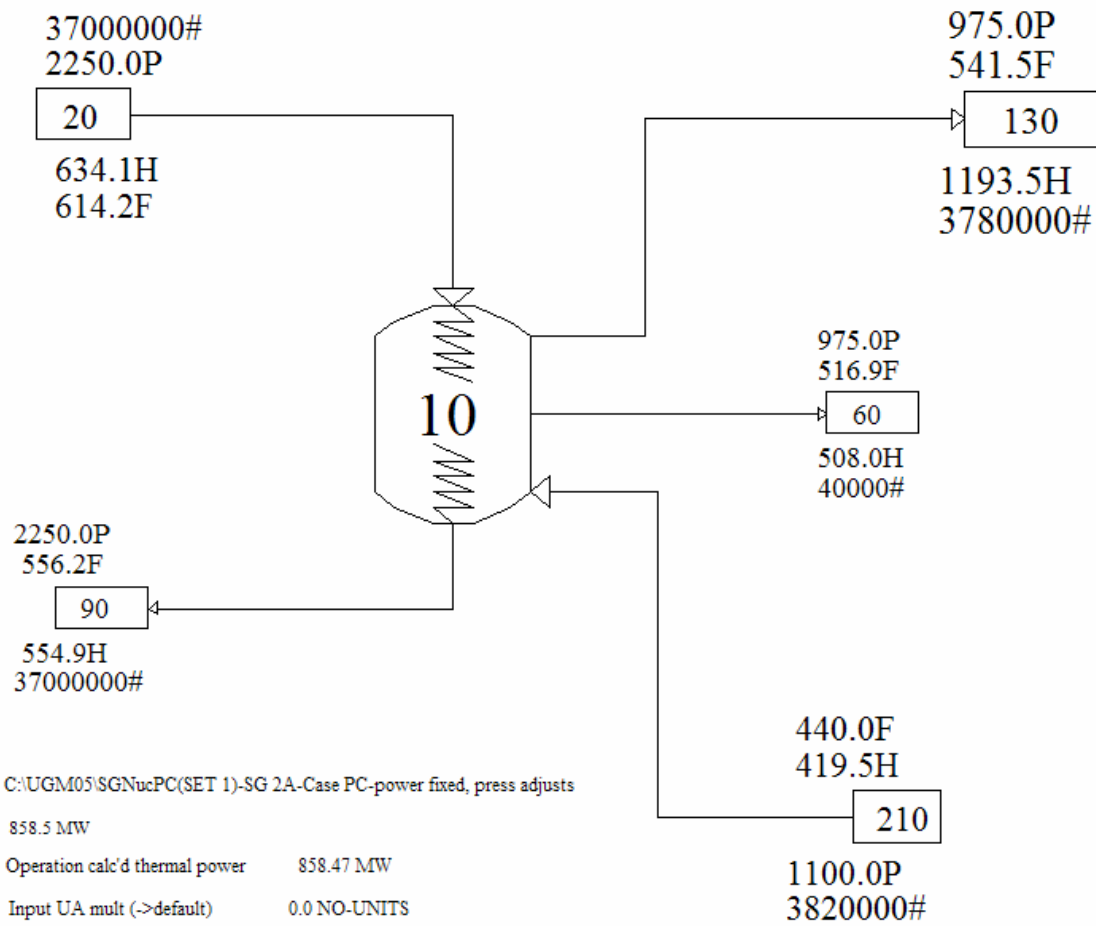 37000000#
2250.0P
20
634.1H
614.2F
975.0P
541.5F
130
1193.5H
3780000#
10
975.0P
516.9F
60
508.0H
40000#
2250.0P
556.2F
90
554.9H
37000000#
440.0F
419.5H
210
1100.0P
3820000#
C:\UGM05\SGNucPC(SET 1)-SG 2A-Case PC-power fixed, press adjusts
858.5 MW
Operation calc'd thermal power 858.47 MW
Input UA mult (->default) 0.0 NO-UNITS